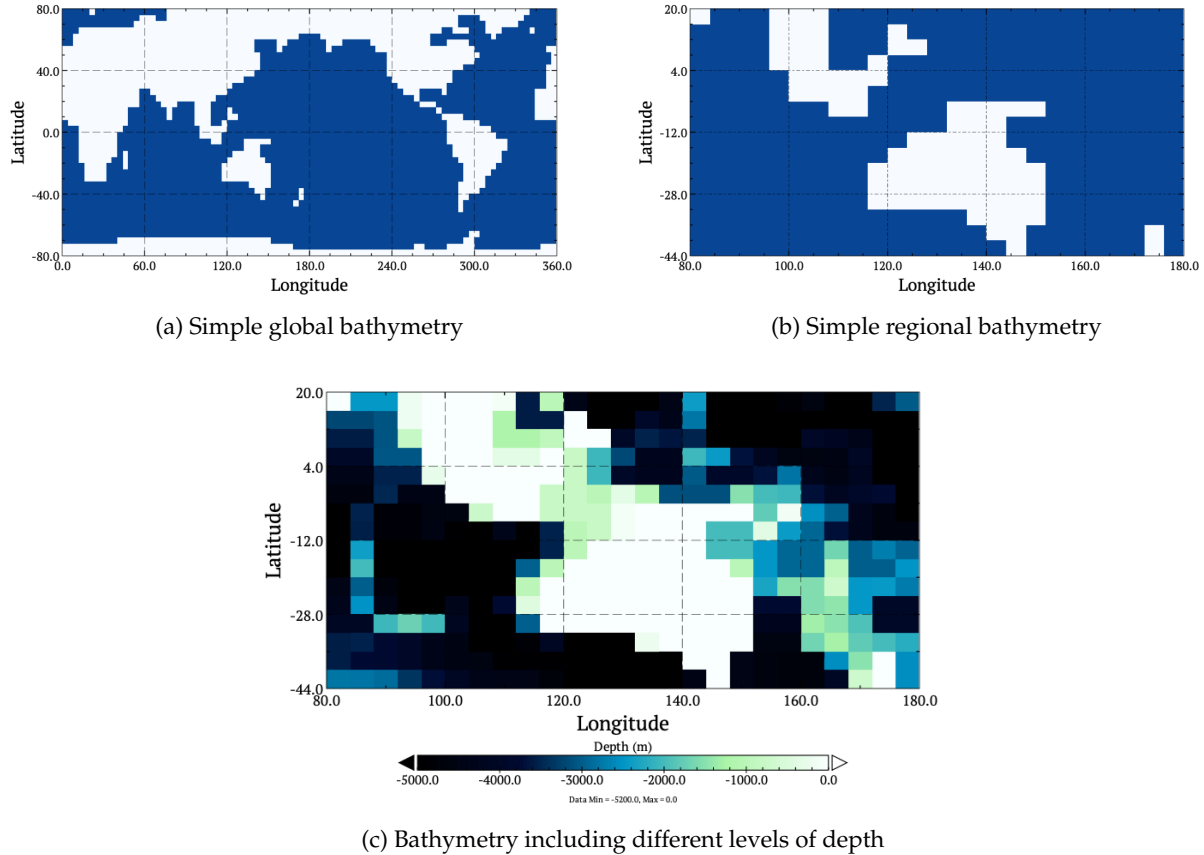 80.0
40.0
0.0
-40.0
-80.0
Latitude
0.0 60.0 120.0 180.0 240.0 300.0 360.0
Longitude
(a) Simple global bathymetry
20.0
4.0
-12.0
-28.0
-44.0
Latitude
80.0 100.0 120.0 140.0 160.0 180.0
Longitude
(b) Simple regional bathymetry
20.0
4.0
-12.0
-28.0
-44.0
Latitude
80.0 100.0 120.0 140.0 160.0 180.0
Longitude
Depth (m)
-5000.0 -4000.0 -3000.0 -2000.0 -1000.0 0.0
Data Min = -5200.0, Max = 0.0
(c) Bathymetry including different levels of depth